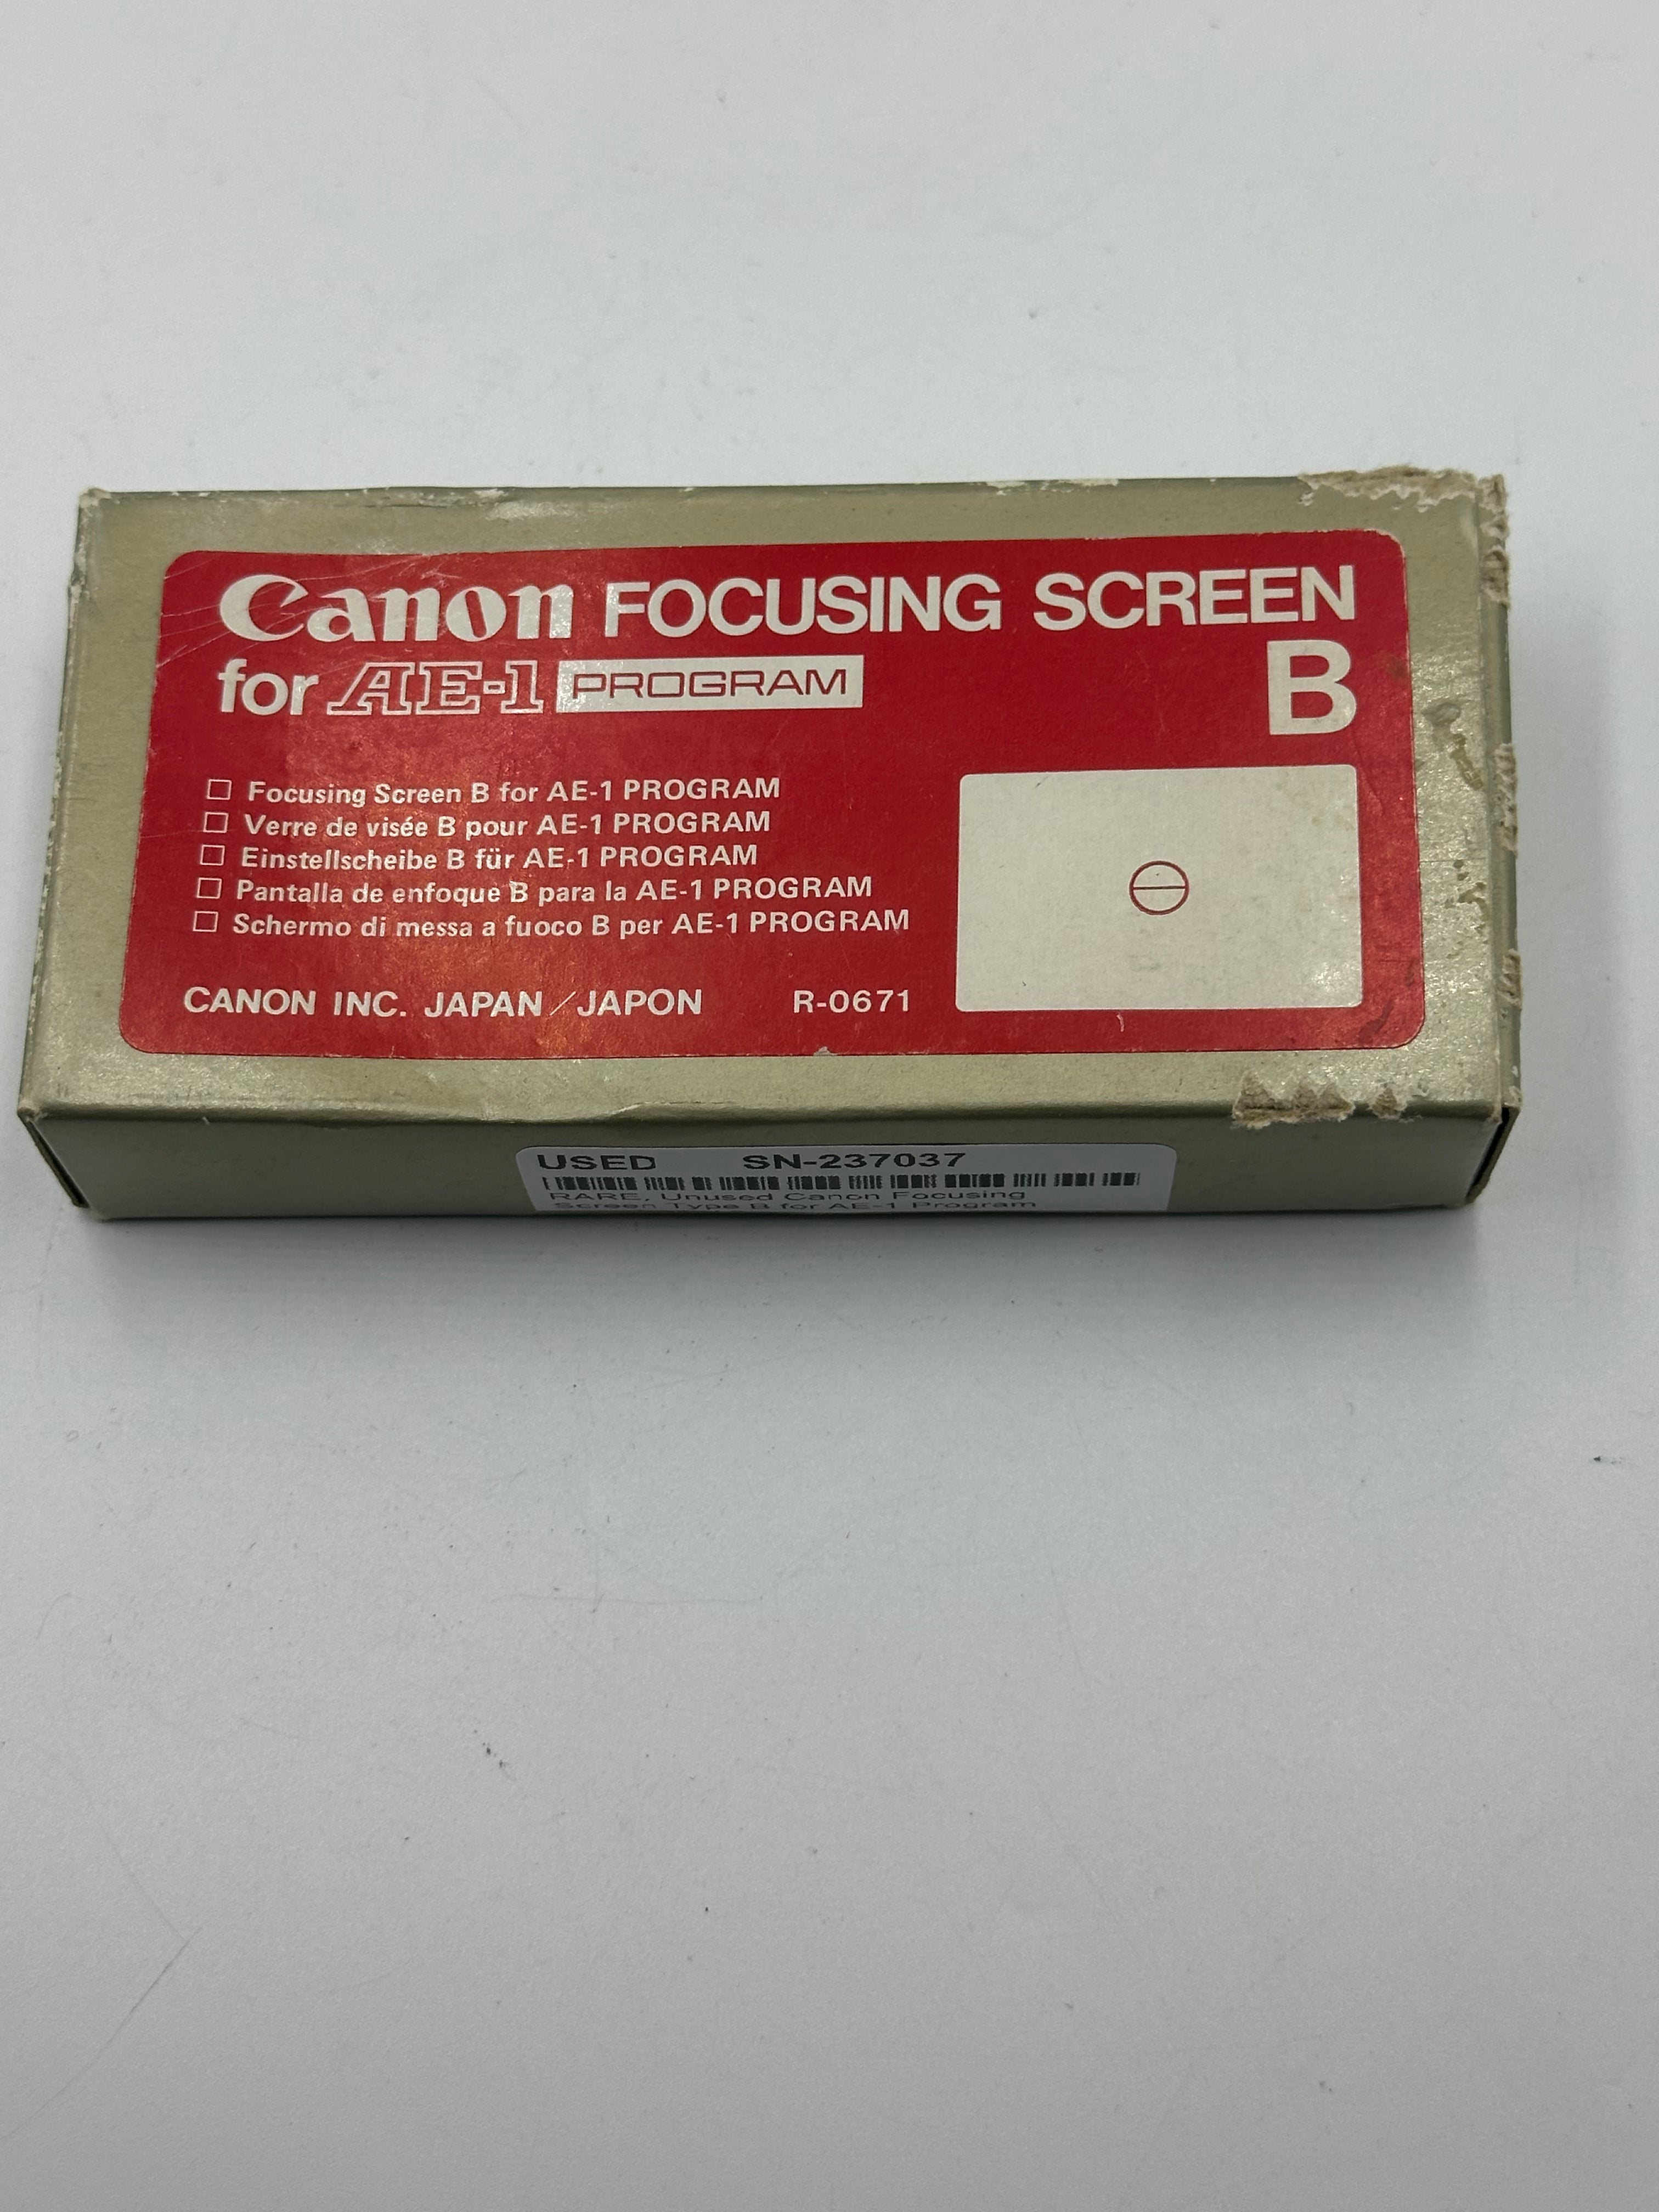 Canon FOCUSING SCREEN
for AE-1 PROGRAM B
□ Focusing Screen B for AE-1 PROGRAM
□ Verre de visée B pour AE-1 PROGRAM
□ Einstellscheibe B für AE-1 PROGRAM
□ Pantalla de enfoque B para la AE-1 PROGRAM
□ Schermo di messa a fuoco B per AE-1 PROGRAM
CANON INC. JAPAN/JAPON R-0671
USED SN-237037
RARE, Unused Canon Focusing
Screen Type B for AE-1 Program